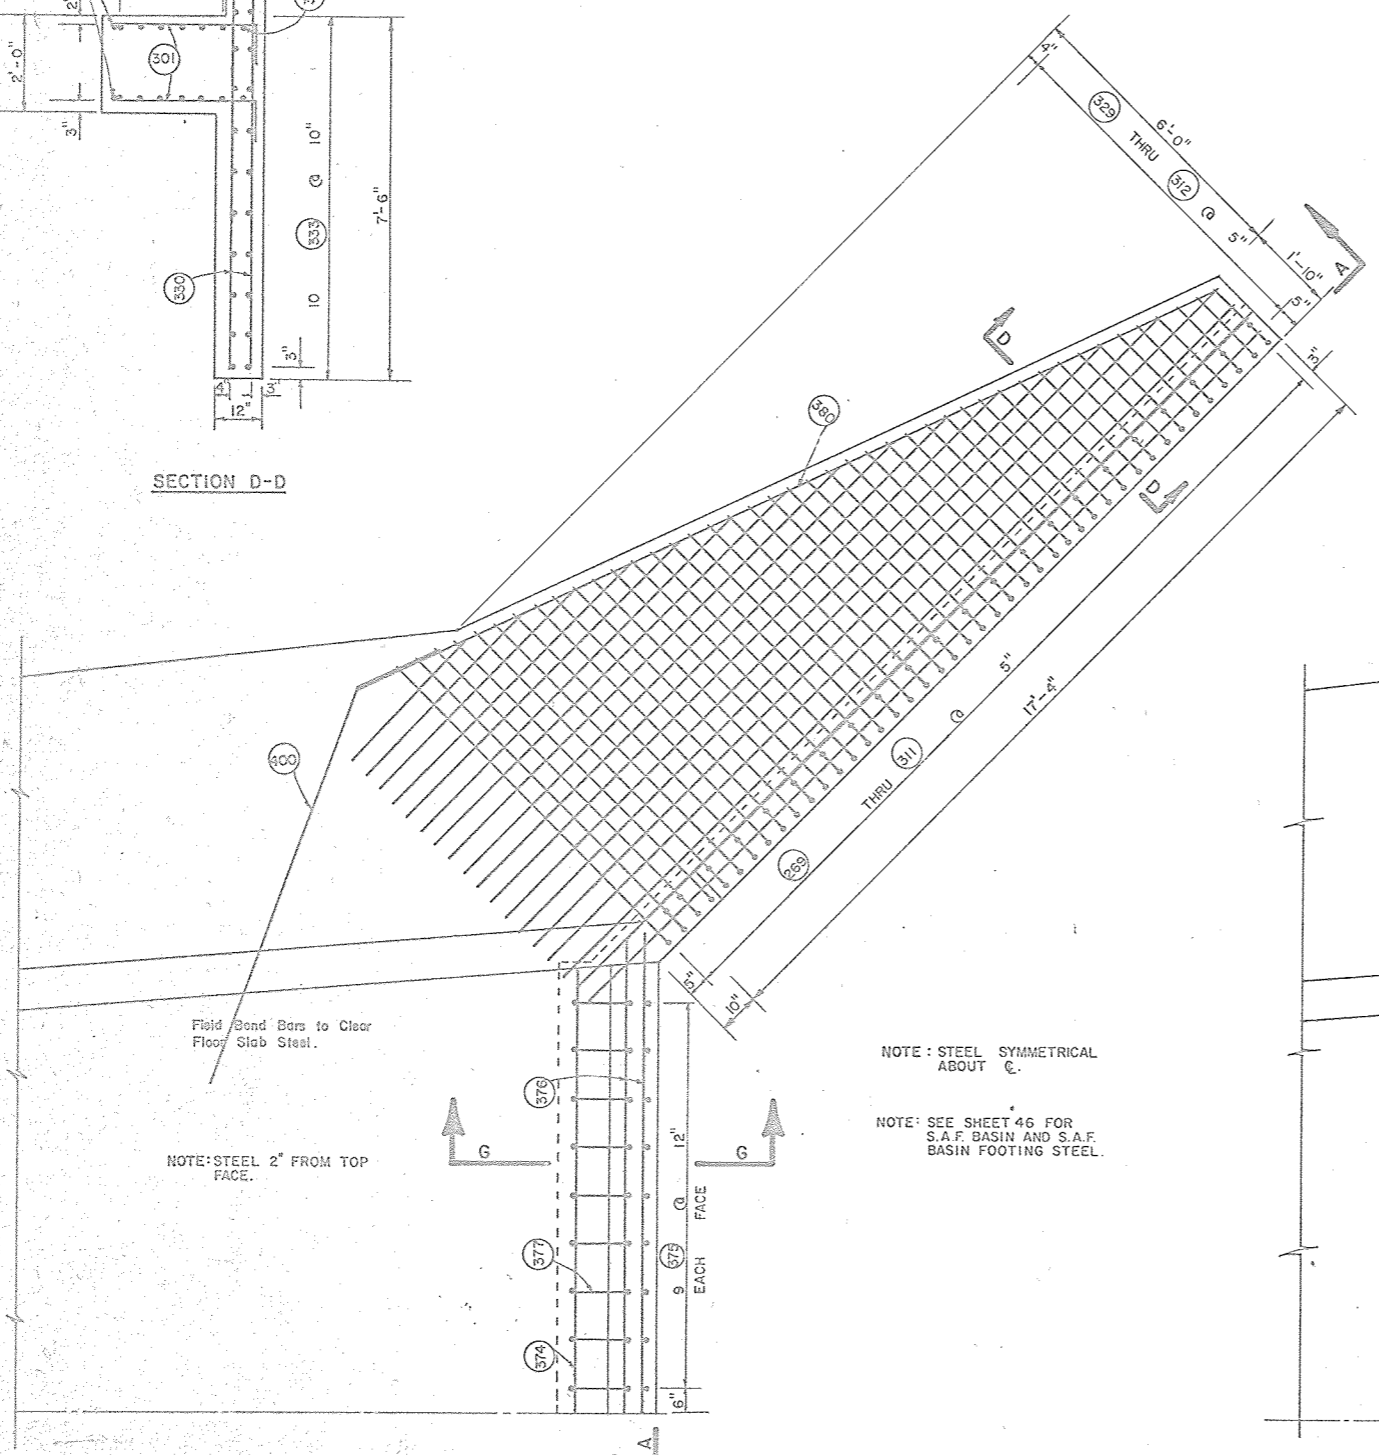 2'-0"
3"
301
330
10 333 @ 10"
7'-6"
3"
4"
3"
12"
SECTION D-D
4"
329 THRU 312 @ 5"
6'-0"
1'-10"
5"
A
3"
D
380
D
269 THRU 311 @ 5"
17'-4"
5"
10"
400
Field Bend Bars to Clear
Floor Slab Steel.
NOTE: STEEL 2" FROM TOP
FACE.
376
G
G
377
374
9 375 @ 12"
EACH FACE
6"
A
NOTE: STEEL SYMMETRICAL
ABOUT ℄.
NOTE: SEE SHEET 46 FOR
S.A.F. BASIN AND S.A.F.
BASIN FOOTING STEEL.